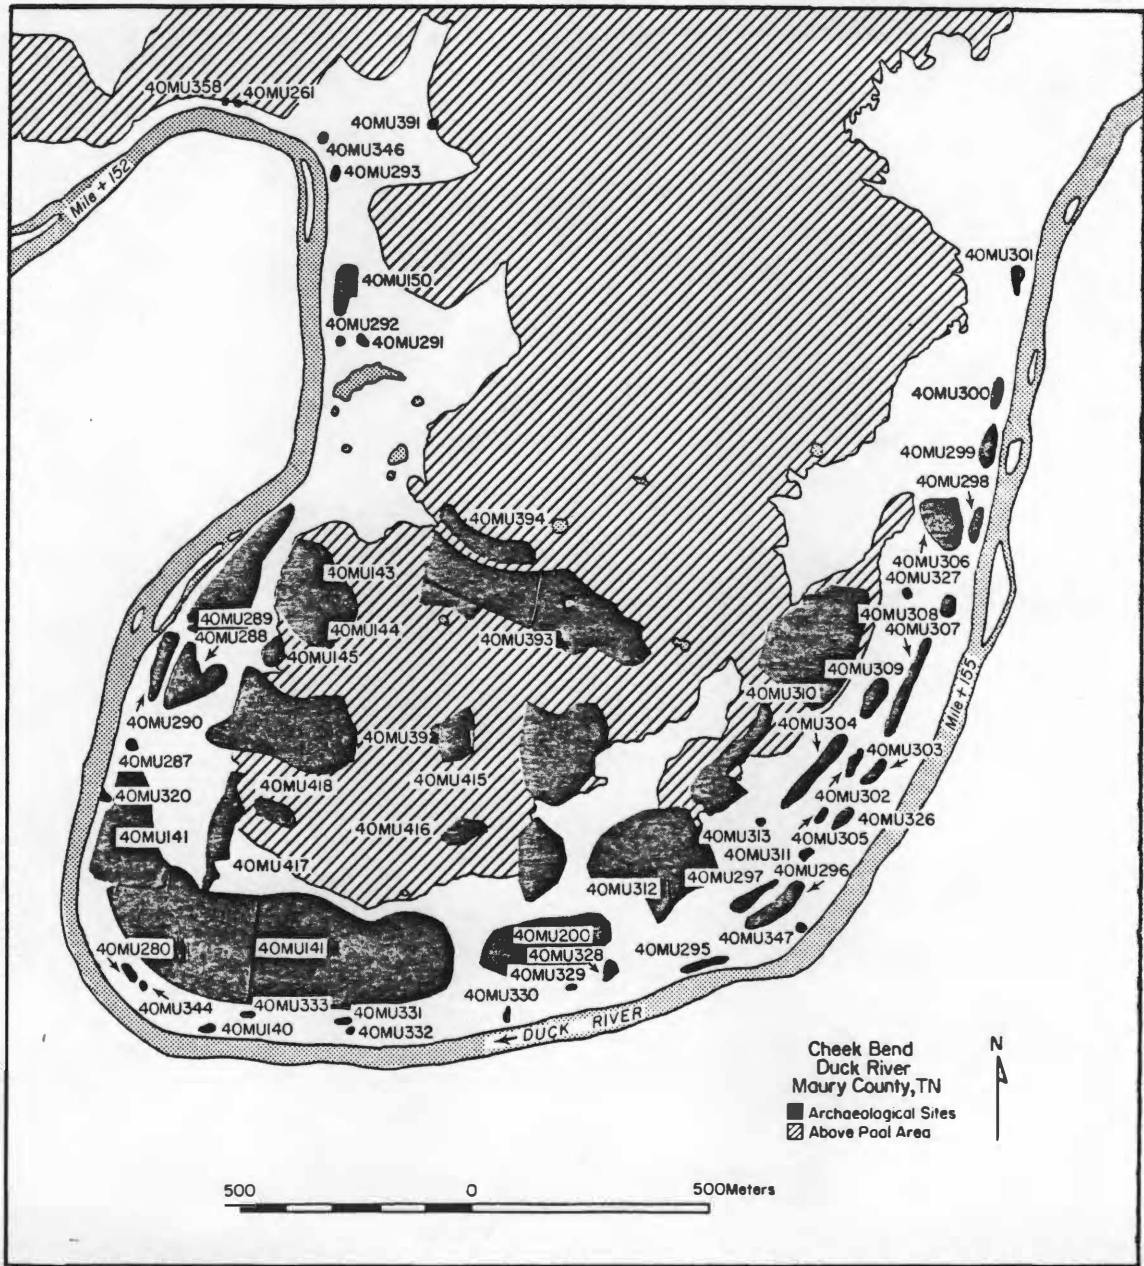 40MU358
40MU261
40MU391
40MU346
40MU293
Mile + 152
40MU301
40MU150
40MU292
40MU291
40MU300
40MU299
40MU298
40MU394
40MU306
40MU327
40MU143
40MU308
40MU289
40MU144
40MU307
40MU288
40MU393
40MU145
40MU309
Mile + 155
40MU310
40MU290
40MU304
40MU39
40MU303
40MU287
40MU415
40MU418
40MU302
40MU320
40MU326
40MU416
40MU313
40MU305
40MU141
40MU311
40MU417
40MU296
40MU297
40MU312
40MU200
40MU280
40MU141
40MU347
40MU328
40MU295
40MU329
40MU344
40MU333
40MU331
40MU330
40MU140
40MU332
← DUCK RIVER
Cheek Bend
Duck River
Maury County, TN
N
Archaeological Sites
Above Pool Area
500 0 500 Meters